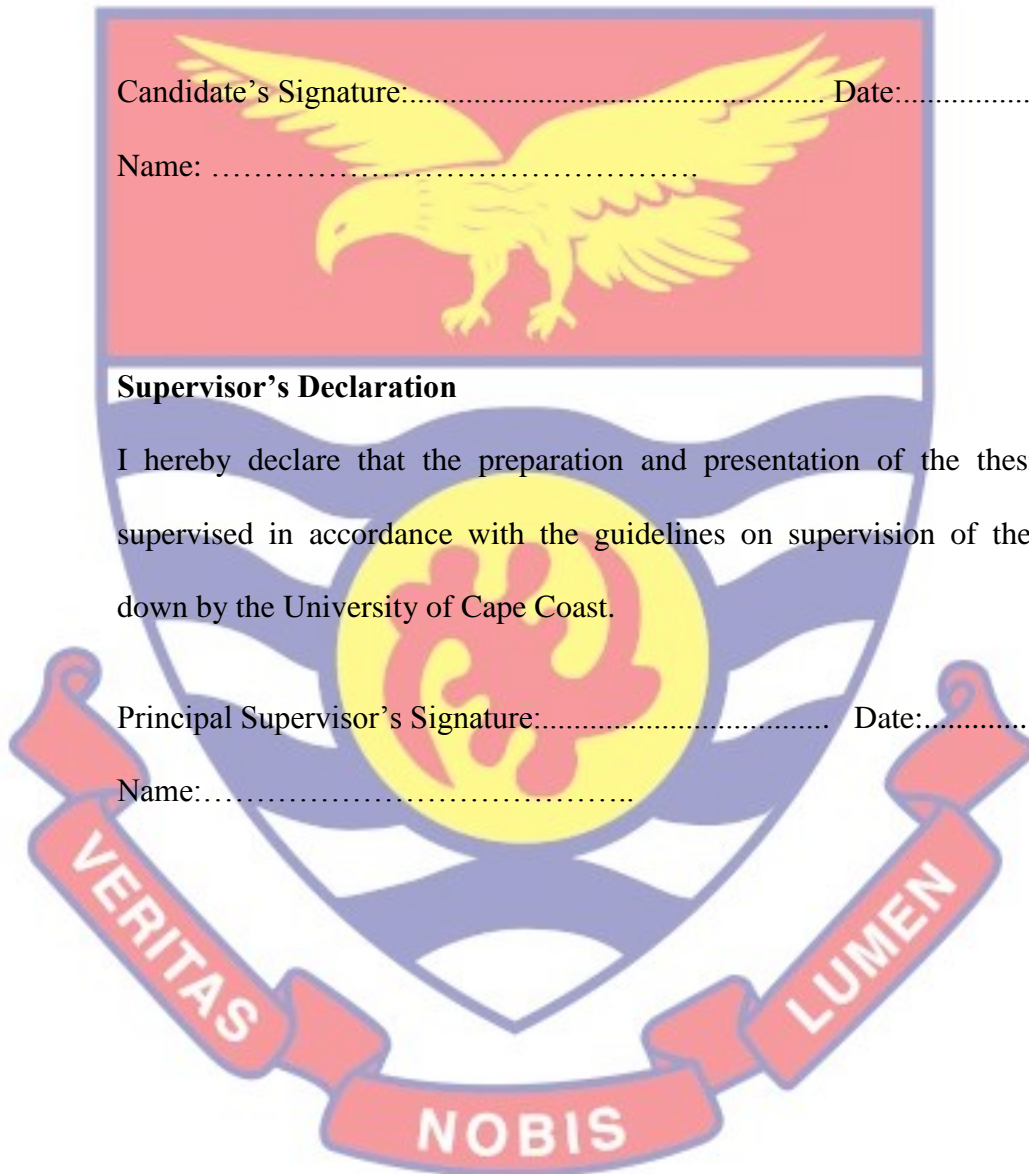 Candidate’s Signature:.................................................. Date:................
Name: ……………………………………….
Supervisor’s Declaration
I hereby declare that the preparation and presentation of the thes
supervised in accordance with the guidelines on supervision of the
down by the University of Cape Coast.
Principal Supervisor’s Signature:................................... Date:.............
Name:…………………………………..
VERITAS
NOBIS
LUMEN